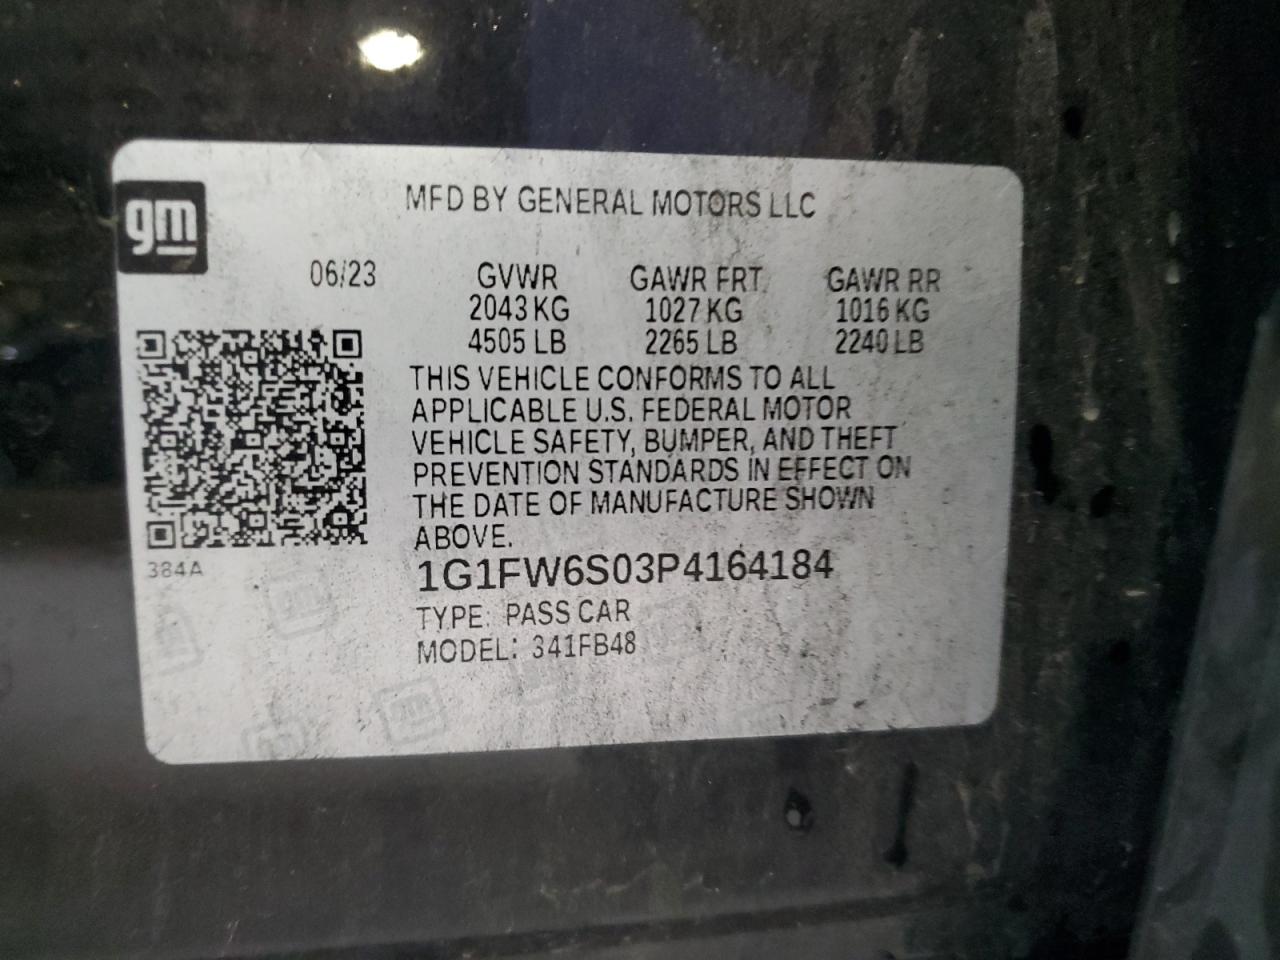 MFD BY GENERAL MOTORS LLC
gm
06/23 GVWR GAWR FRT GAWR RR
2043 KG 1027 KG 1016 KG
4505 LB 2265 LB 2240 LB
THIS VEHICLE CONFORMS TO ALL
APPLICABLE U.S. FEDERAL MOTOR
VEHICLE SAFETY, BUMPER, AND THEFT
PREVENTION STANDARDS IN EFFECT ON
THE DATE OF MANUFACTURE SHOWN
ABOVE.
384A
1G1FW6S03P4164184
TYPE: PASS CAR
MODEL: 341FB48